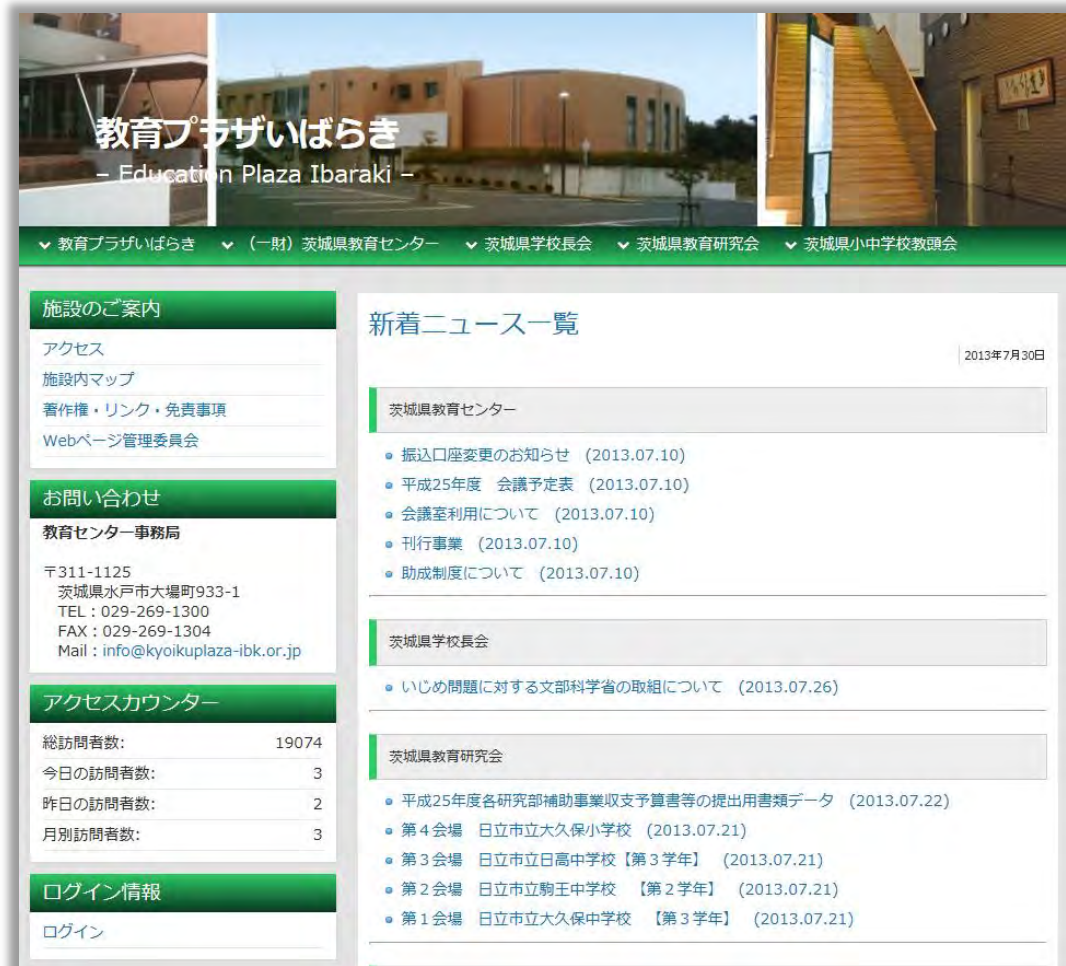 教育プラザいばらき
– Education Plaza Ibaraki –
教育プラザいばらき (一財)茨城県教育センター 茨城県学校長会 茨城県教育研究会 茨城県小中学校教頭会
施設のご案内
アクセス
施設内マップ
著作権・リンク・免責事項
Webページ管理委員会
お問い合わせ
教育センター事務局
〒311-1125
茨城県水戸市大場町933-1
TEL：029-269-1300
FAX：029-269-1304
Mail：info@kyoikuplaza-ibk.or.jp
アクセスカウンター
総訪問者数: 19074
今日の訪問者数: 3
昨日の訪問者数: 2
月別訪問者数: 3
ログイン情報
ログイン
新着ニュース一覧
2013年7月30日
茨城県教育センター
振込口座変更のお知らせ (2013.07.10)
平成25年度 会議予定表 (2013.07.10)
会議室利用について (2013.07.10)
刊行事業 (2013.07.10)
助成制度について (2013.07.10)
茨城県学校長会
いじめ問題に対する文部科学省の取組について (2013.07.26)
茨城県教育研究会
平成25年度各研究部補助事業収支予算書等の提出用書類データ (2013.07.22)
第４会場 日立市立大久保小学校 (2013.07.21)
第３会場 日立市立日高中学校【第３学年】 (2013.07.21)
第２会場 日立市立駒王中学校 【第２学年】 (2013.07.21)
第１会場 日立市立大久保中学校 【第３学年】 (2013.07.21)